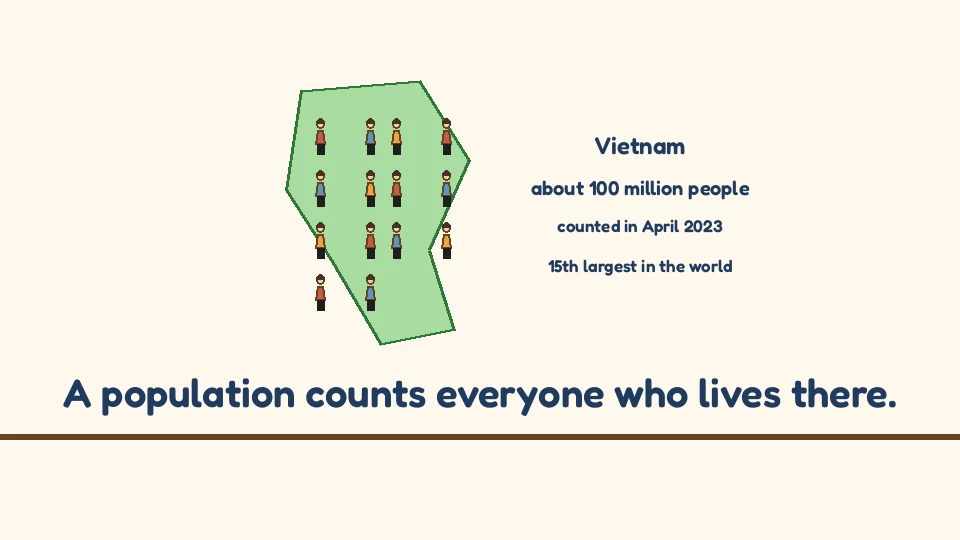 Vietnam
about 100 million people
counted in April 2023
15th largest in the world
A population counts everyone who lives there.